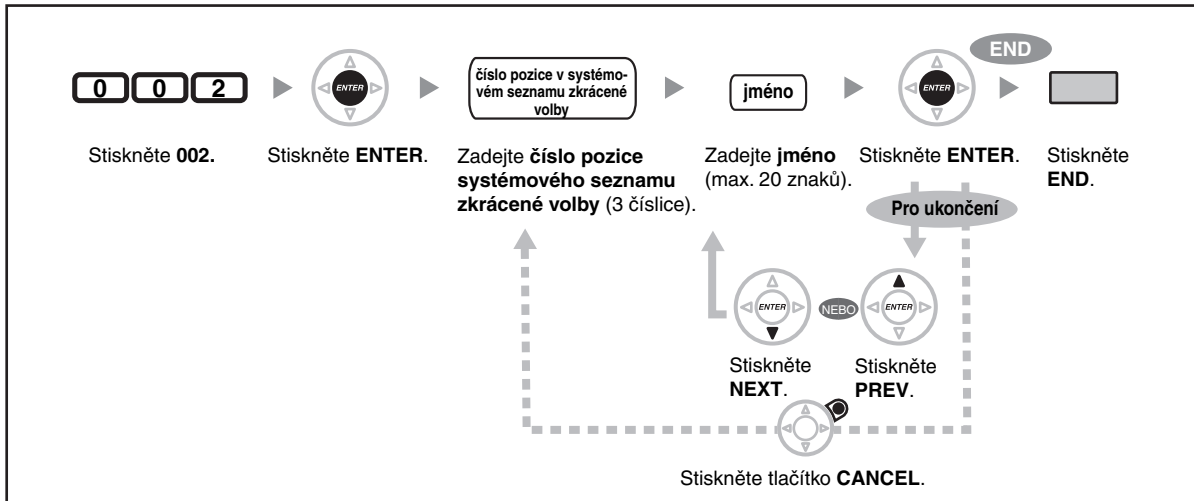 END
0 0 2
ENTER
číslo pozice v systémo-
vém seznamu zkrácené
volby
jméno
ENTER
Stiskněte 002.
Stiskněte ENTER.
Zadejte číslo pozice
systémového seznamu
zkrácené volby (3 číslice).
Zadejte jméno
(max. 20 znaků).
Stiskněte ENTER.
Stiskněte
END.
Pro ukončení
ENTER
NEBO
ENTER
Stiskněte
NEXT.
Stiskněte
PREV.
Stiskněte tlačítko CANCEL.